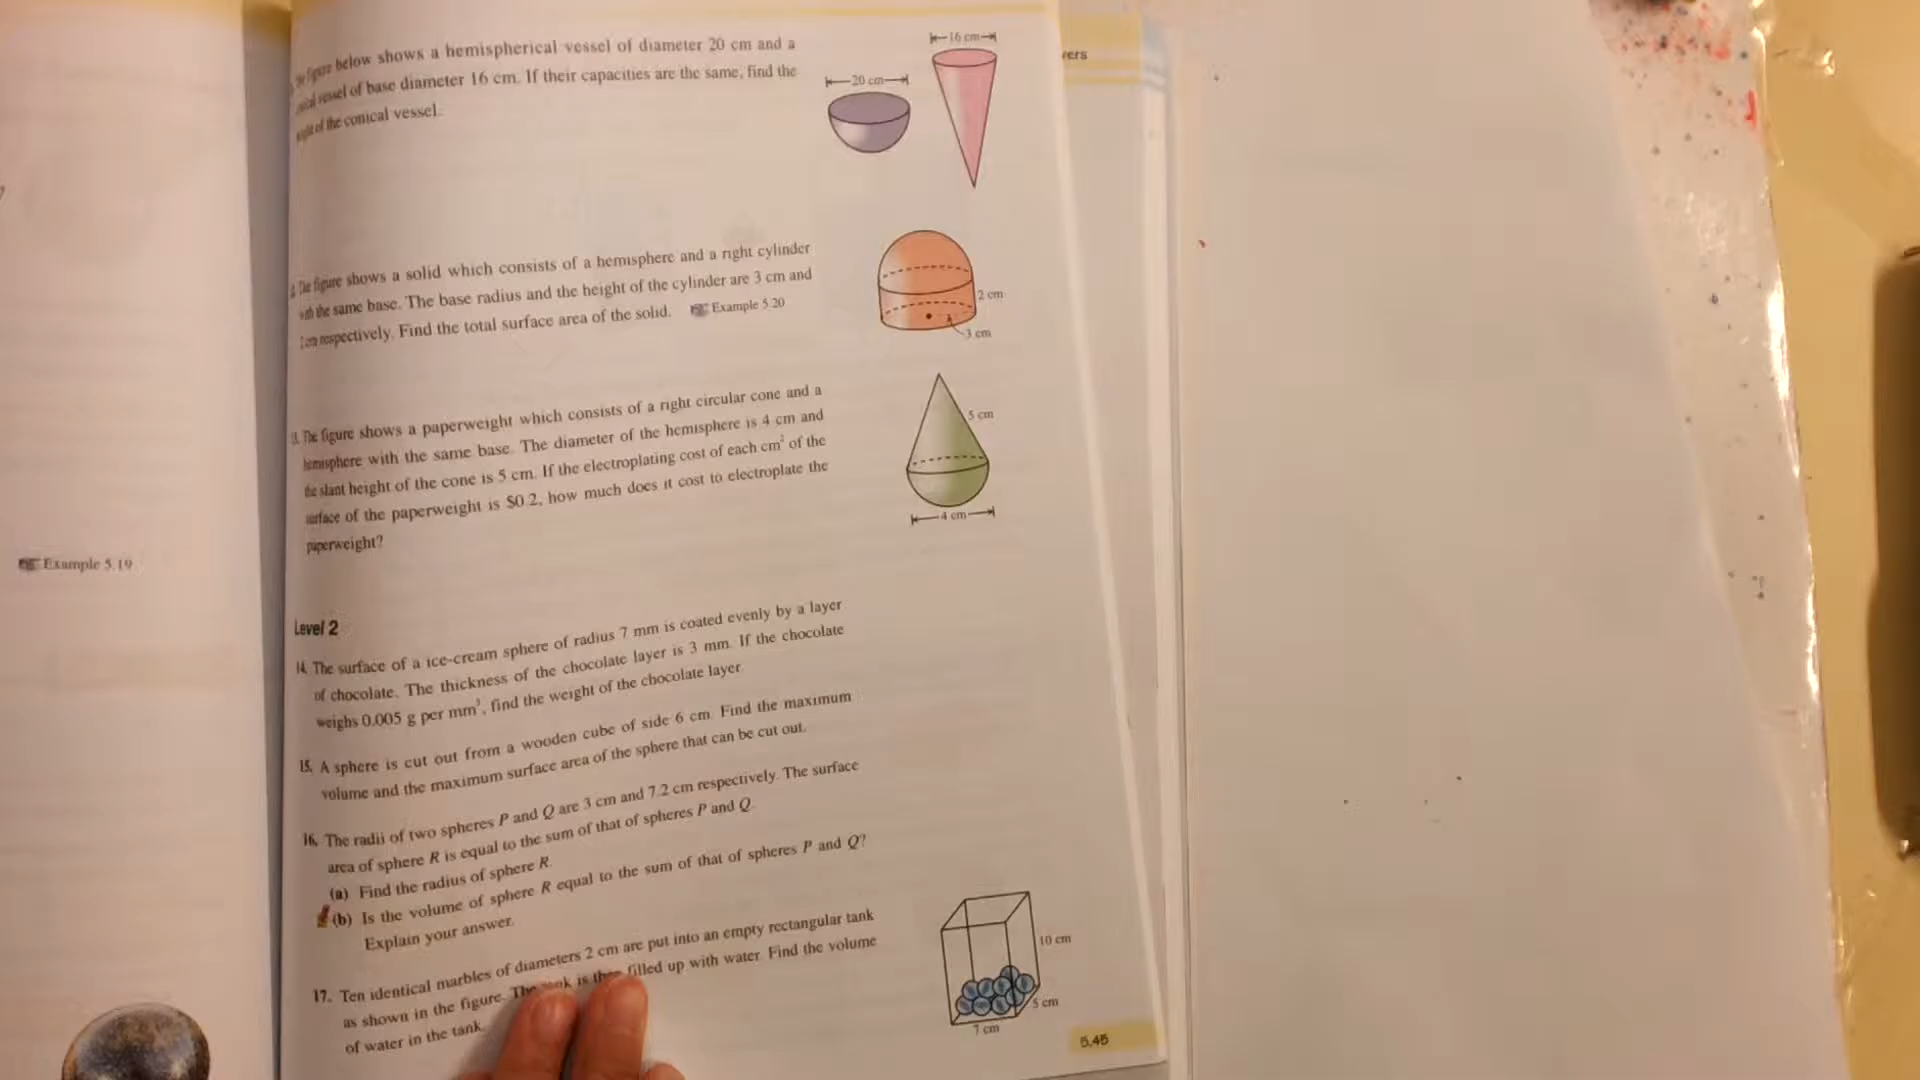 Example 5.19
figure below shows a hemispherical vessel of diameter 20 cm and a
vessel of base diameter 16 cm. If their capacities are the same, find the
of the conical vessel.
20 cm
16 cm
vers
The figure shows a solid which consists of a hemisphere and a right cylinder
with the same base. The base radius and the height of the cylinder are 3 cm and
2 cm respectively. Find the total surface area of the solid. Example 5.20
2 cm
3 cm
13. The figure shows a paperweight which consists of a right circular cone and a
hemisphere with the same base. The diameter of the hemisphere is 4 cm and
the slant height of the cone is 5 cm. If the electroplating cost of each cm² of the
surface of the paperweight is $0.2, how much does it cost to electroplate the
paperweight?
5 cm
4 cm
Level 2
14. The surface of a ice-cream sphere of radius 7 mm is coated evenly by a layer
of chocolate. The thickness of the chocolate layer is 3 mm. If the chocolate
weighs 0.005 g per mm³, find the weight of the chocolate layer.
15. A sphere is cut out from a wooden cube of side 6 cm. Find the maximum
volume and the maximum surface area of the sphere that can be cut out.
16. The radii of two spheres P and Q are 3 cm and 7.2 cm respectively. The surface
area of sphere R is equal to the sum of that of spheres P and Q.
(a) Find the radius of sphere R.
(b) Is the volume of sphere R equal to the sum of that of spheres P and Q?
Explain your answer.
17. Ten identical marbles of diameters 2 cm are put into an empty rectangular tank
as shown in the figure. The tank is then filled up with water. Find the volume
of water in the tank.
10 cm
5 cm
7 cm
5.45